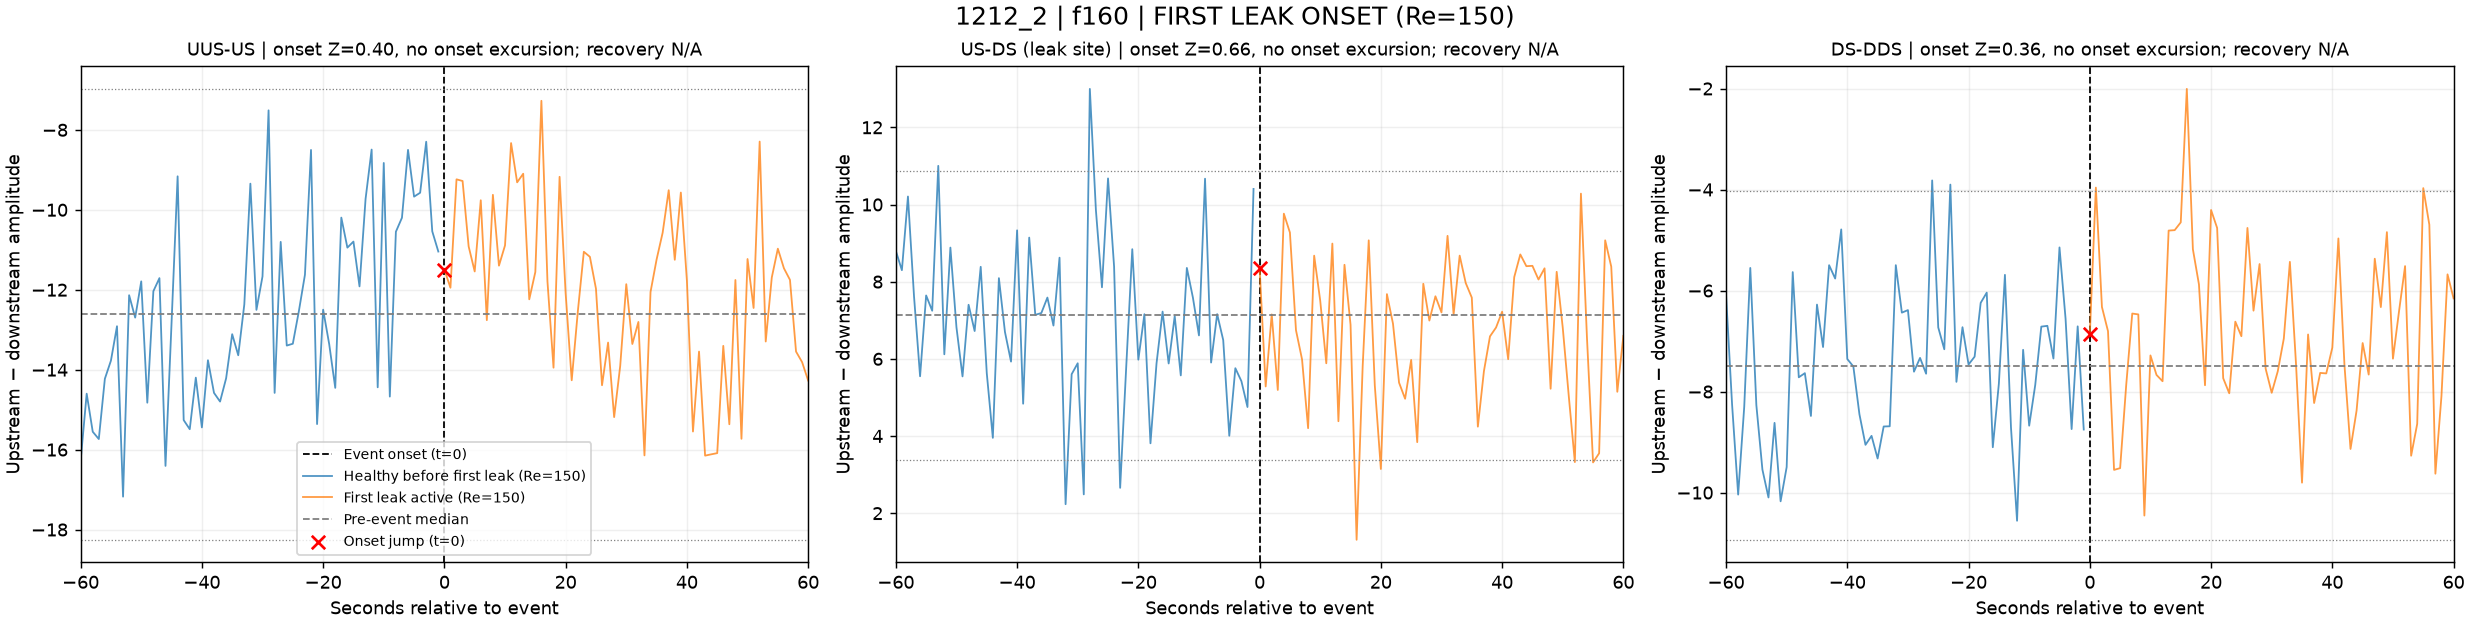 1212_2 | f160 | FIRST LEAK ONSET (Re=150)
UUS-US | onset Z=0.40, no onset excursion; recovery N/A
Upstream − downstream amplitude
−8
−10
−12
−14
−16
−18
Event onset (t=0)
Healthy before first leak (Re=150)
First leak active (Re=150)
Pre-event median
Onset jump (t=0)
−60
−40
−20
0
20
40
60
Seconds relative to event
US-DS (leak site) | onset Z=0.66, no onset excursion; recovery N/A
Upstream − downstream amplitude
12
10
8
6
4
2
−60
−40
−20
0
20
40
60
Seconds relative to event
DS-DDS | onset Z=0.36, no onset excursion; recovery N/A
Upstream − downstream amplitude
−2
−4
−6
−8
−10
−60
−40
−20
0
20
40
60
Seconds relative to event